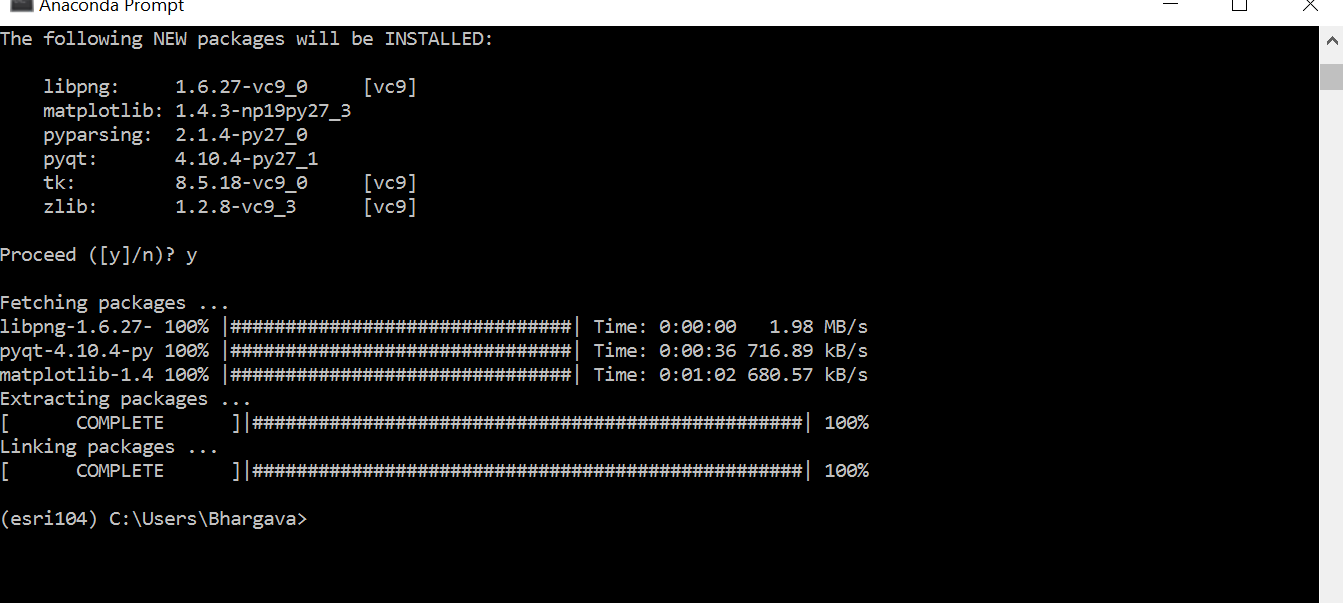 Anaconda Prompt
The following NEW packages will be INSTALLED:
libpng: 1.6.27-vc9_0 [vc9]
matplotlib: 1.4.3-np19py27_3
pyparsing: 2.1.4-py27_0
pyqt: 4.10.4-py27_1
tk: 8.5.18-vc9_0 [vc9]
zlib: 1.2.8-vc9_3 [vc9]
Proceed ([y]/n)? y
Fetching packages ...
libpng-1.6.27- 100% |###############################| Time: 0:00:00 1.98 MB/s
pyqt-4.10.4-py 100% |###############################| Time: 0:00:36 716.89 kB/s
matplotlib-1.4 100% |###############################| Time: 0:01:02 680.57 kB/s
Extracting packages ...
[ COMPLETE ]|##################################################| 100%
Linking packages ...
[ COMPLETE ]|##################################################| 100%
(esri104) C:\Users\Bhargava>